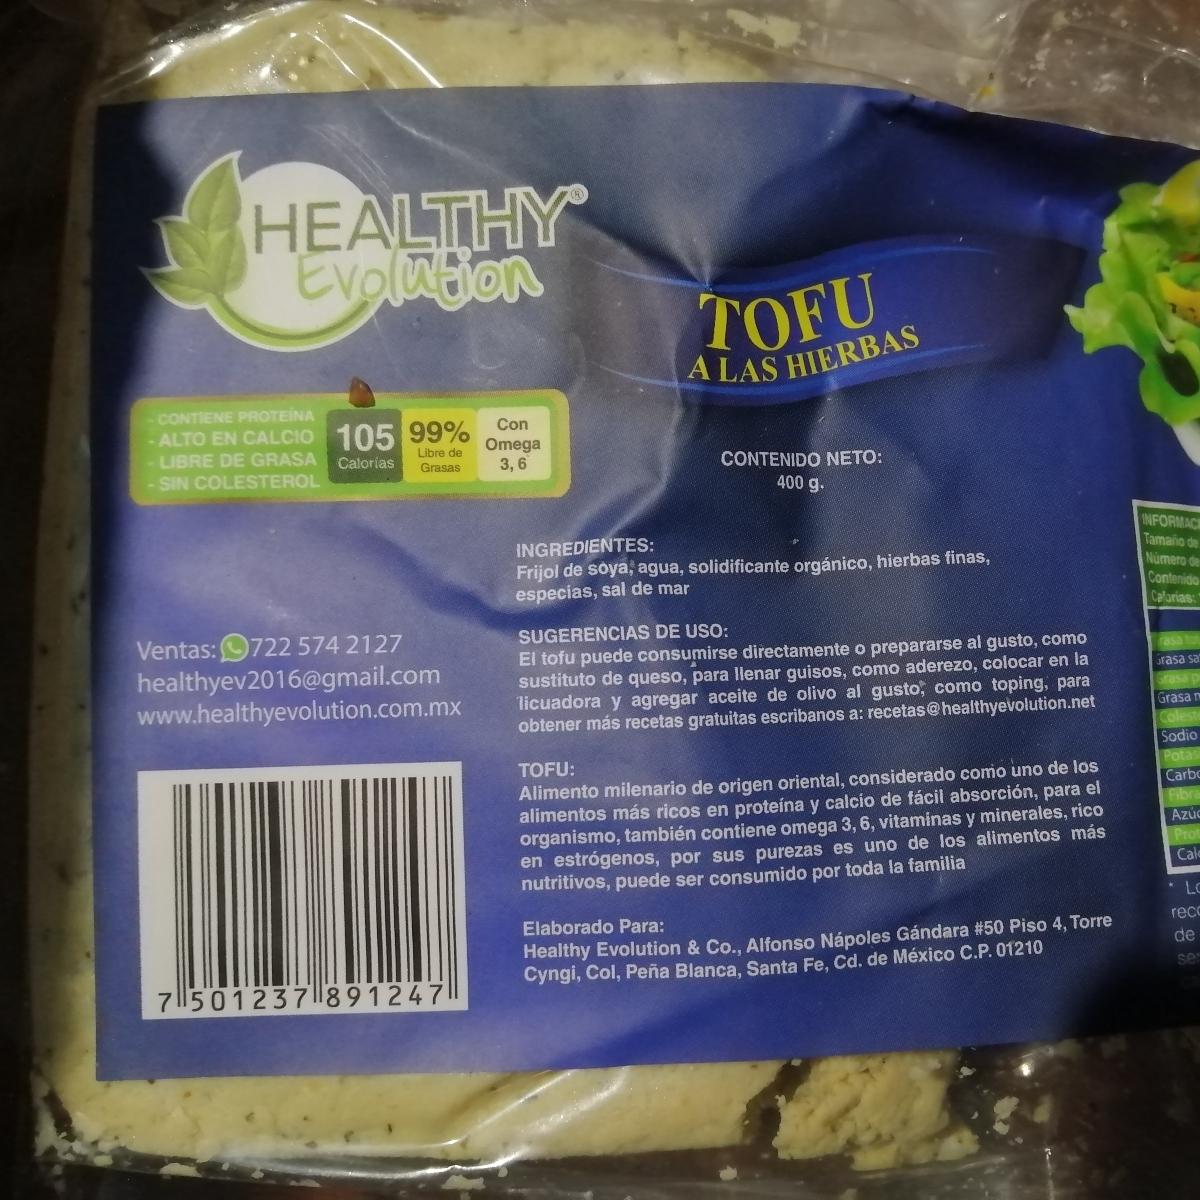 HEALTHY®
Evolution
TOFU
A LAS HIERBAS
- CONTIENE PROTEÍNA
- ALTO EN CALCIO
- LIBRE DE GRASA
- SIN COLESTEROL
105
Calorías
99%
Libre de
Grasas
Con
Omega
3, 6
CONTENIDO NETO:
400 g.
INGREDIENTES:
Frijol de soya, agua, solidificante orgánico, hierbas finas,
especias, sal de mar
SUGERENCIAS DE USO:
El tofu puede consumirse directamente o prepararse al gusto, como
sustituto de queso, para llenar guisos, como aderezo, colocar en la
licuadora y agregar aceite de olivo al gusto; como toping, para
obtener más recetas gratuitas escribanos a: recetas@healthyevolution.net
Ventas: 722 574 2127
healthyev2016@gmail.com
www.healthyevolution.com.mx
TOFU:
Alimento milenario de origen oriental, considerado como uno de los
alimentos más ricos en proteína y calcio de fácil absorción, para el
organismo, también contiene omega 3, 6, vitaminas y minerales, rico
en estrógenos, por sus purezas es uno de los alimentos más
nutritivos, puede ser consumido por toda la familia
Elaborado Para:
Healthy Evolution & Co., Alfonso Nápoles Gándara #50 Piso 4, Torre
Cyngi, Col, Peña Blanca, Santa Fe, Cd. de México C.P. 01210
7 501237 891247
Tamaño de
Número de
Contenido
Calorías:
Sodio